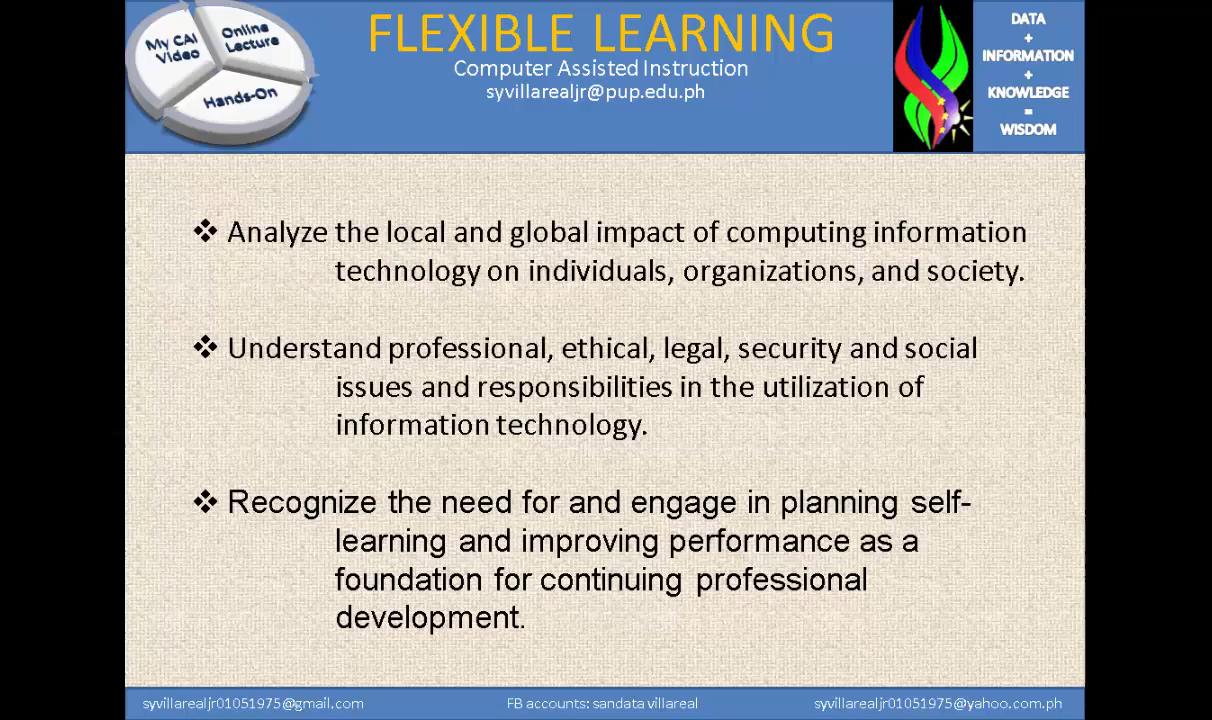 My CAI
Video
Online
Lecture
Hands-On
FLEXIBLE LEARNING
Computer Assisted Instruction
syvillarealjr@pup.edu.ph
DATA
+
INFORMATION
+
KNOWLEDGE
=
WISDOM
❖ Analyze the local and global impact of computing information
technology on individuals, organizations, and society.
❖ Understand professional, ethical, legal, security and social
issues and responsibilities in the utilization of
information technology.
❖ Recognize the need for and engage in planning self-
learning and improving performance as a
foundation for continuing professional
development.
syvillarealjr01051975@gmail.com
FB accounts: sandata villareal
syvillarealjr01051975@yahoo.com.ph